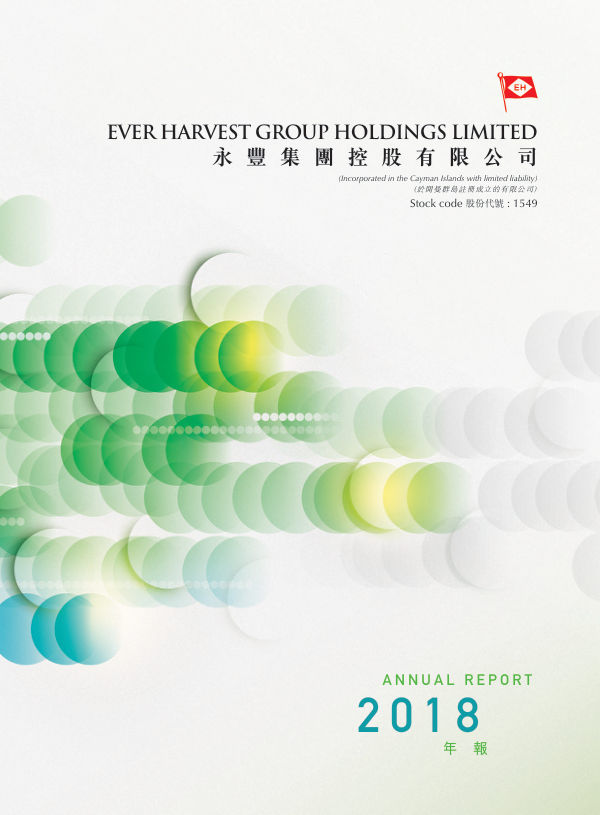 EH
EVER HARVEST GROUP HOLDINGS LIMITED
永豐集團控股有限公司
(Incorporated in the Cayman Islands with limited liability)
(於開曼群島註冊成立的有限公司)
Stock code 股份代號 : 1549
ANNUAL REPORT
2018
年報